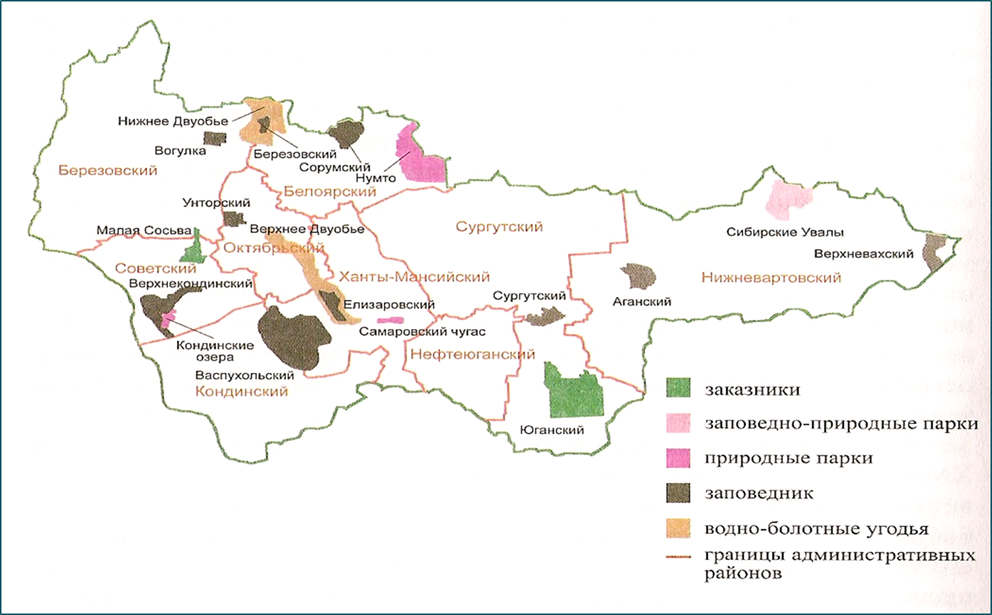 Нижнее Двуобье
Вогулка
Березовский
Березовский
Сорумский
Нумто
Белоярский
Унторский
Верхнее Двуобье
Малая Сосьва
Октябрьский
Советский
Верхнекондинский
Ханты-Мансийский
Елизаровский
Самаровский чугас
Кондинские
озера
Васпухольский
Кондинский
Сургутский
Сибирские Увалы
Верхневахский
Нижневартовский
Аганский
Сургутский
Нефтеюганский
Юганский
заказники
заповедно-природные парки
природные парки
заповедник
водно-болотные угодья
границы административных
районов